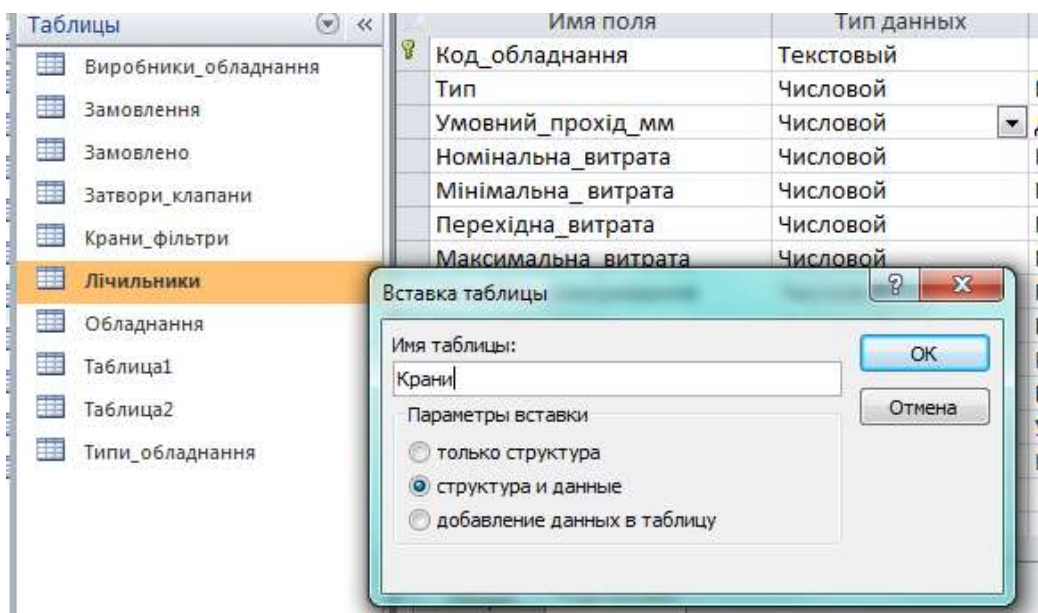 Таблицы
Виробники_обладнання
Замовлення
Замовлено
Затвори_клапани
Крани_фільтри
Лічильники
Обладнання
Таблица1
Таблица2
Типи_обладнання
Имя поля Тип данных
Код_обладнання Текстовый
Тип Числовой
Умовний_прохід_мм Числовой
Номінальна_витрата Числовой
Мінімальна_ витрата Числовой
Перехідна_витрата Числовой
Максимальна_витрата Числовой
Вставка таблицы
Имя таблицы:
Крани
Параметры вставки
только структура
структура и данные
добавление данных в таблицу
ОК
Отмена